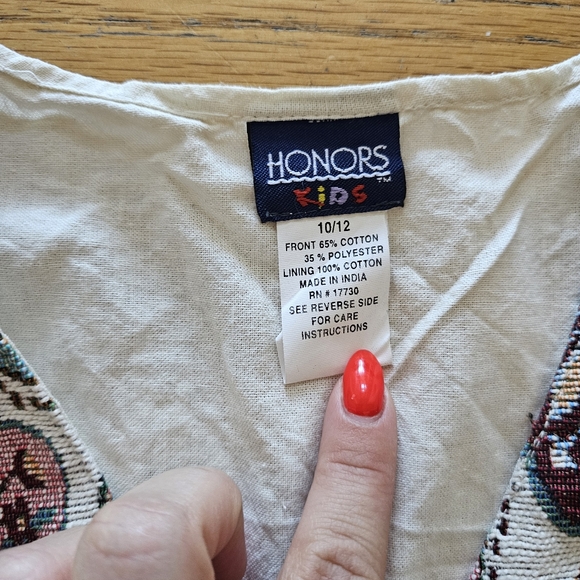 HONORS
TM
KiDS
10/12
FRONT 65% COTTON
35 % POLYESTER
LINING 100% COTTON
MADE IN INDIA
RN # 17730
SEE REVERSE SIDE
FOR CARE
INSTRUCTIONS